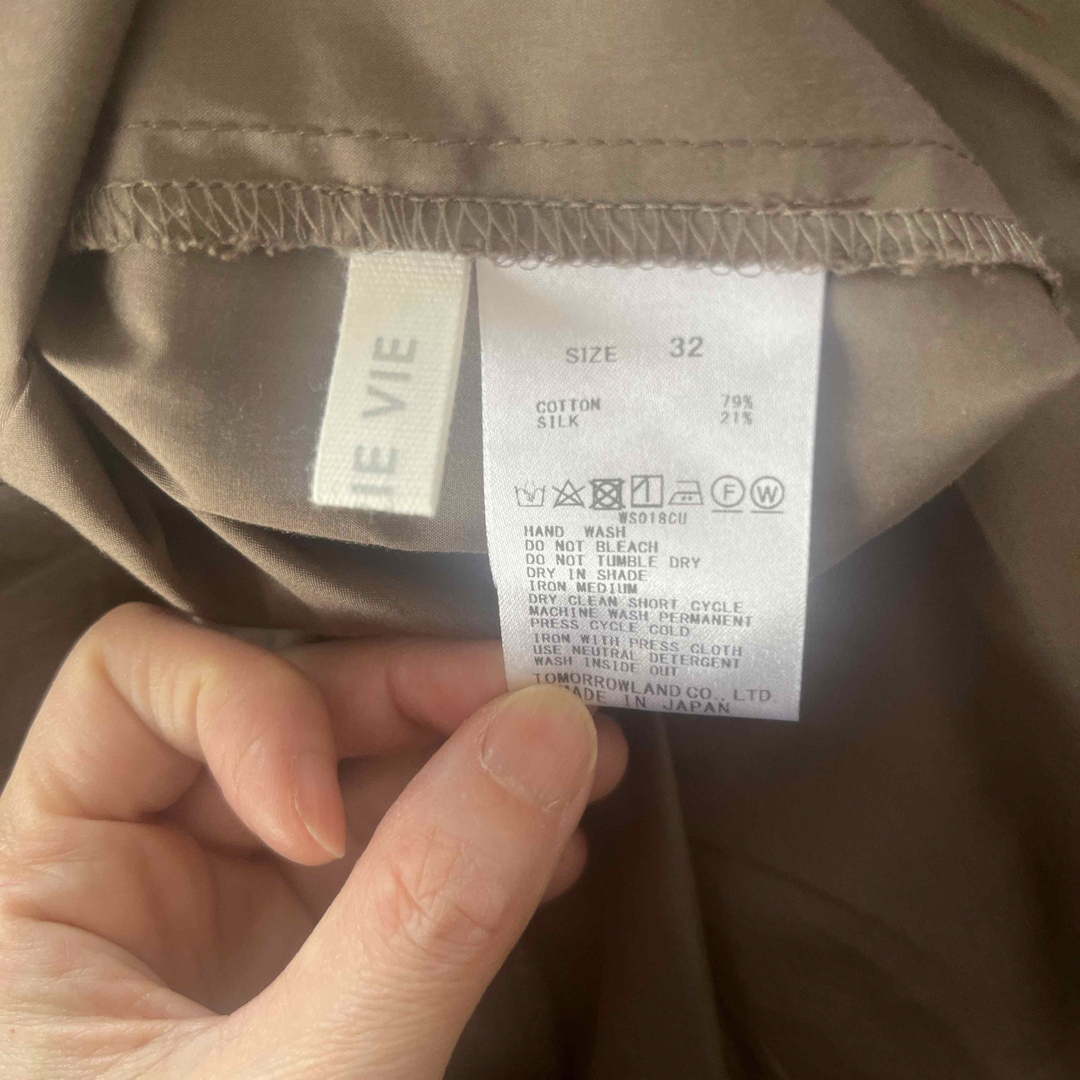 IE VIE
SIZE 32
COTTON 79%
SILK 21%
F W
WS018CU
HAND WASH
DO NOT BLEACH
DO NOT TUMBLE DRY
DRY IN SHADE
IRON MEDIUM
DRY CLEAN SHORT CYCLE
MACHINE WASH PERMANENT
PRESS CYCLE COLD
IRON WITH PRESS CLOTH
USE NEUTRAL DETERGENT
WASH INSIDE OUT
TOMORROWLAND CO., LTD.
MADE IN JAPAN